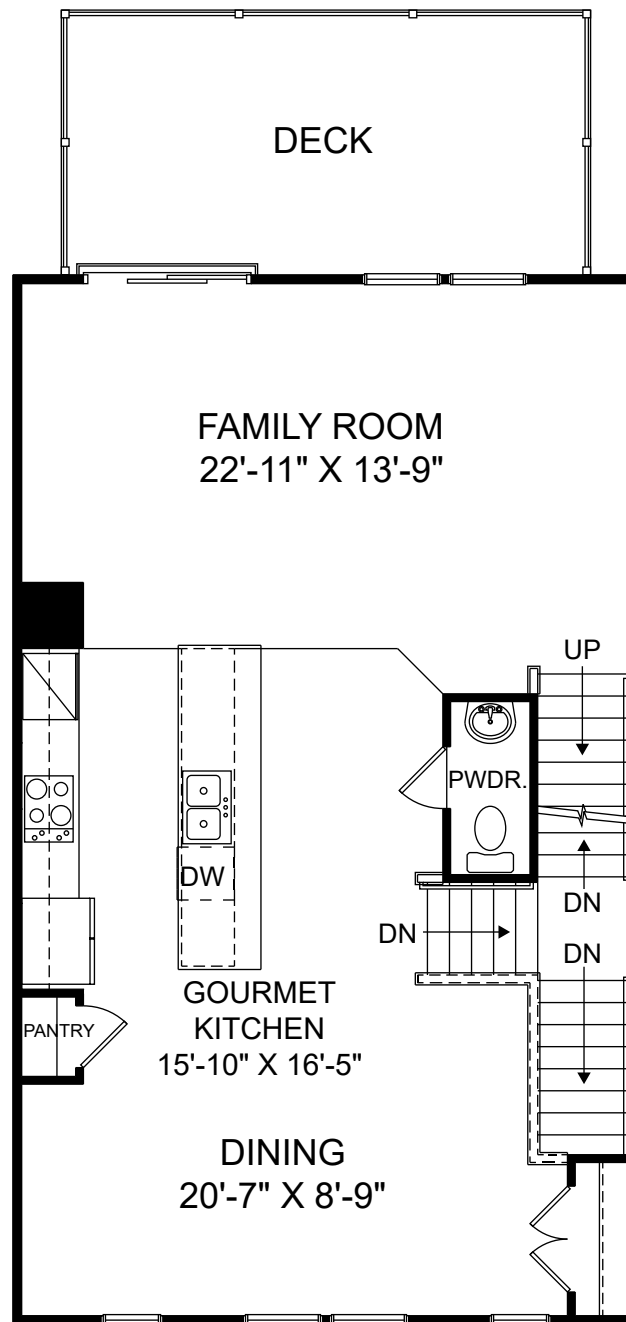 DECK
FAMILY ROOM
22'-11" X 13'-9"
UP
PWDR.
DW
DN
DN
DN
GOURMET
KITCHEN
15'-10" X 16'-5"
PANTRY
DINING
20'-7" X 8'-9"